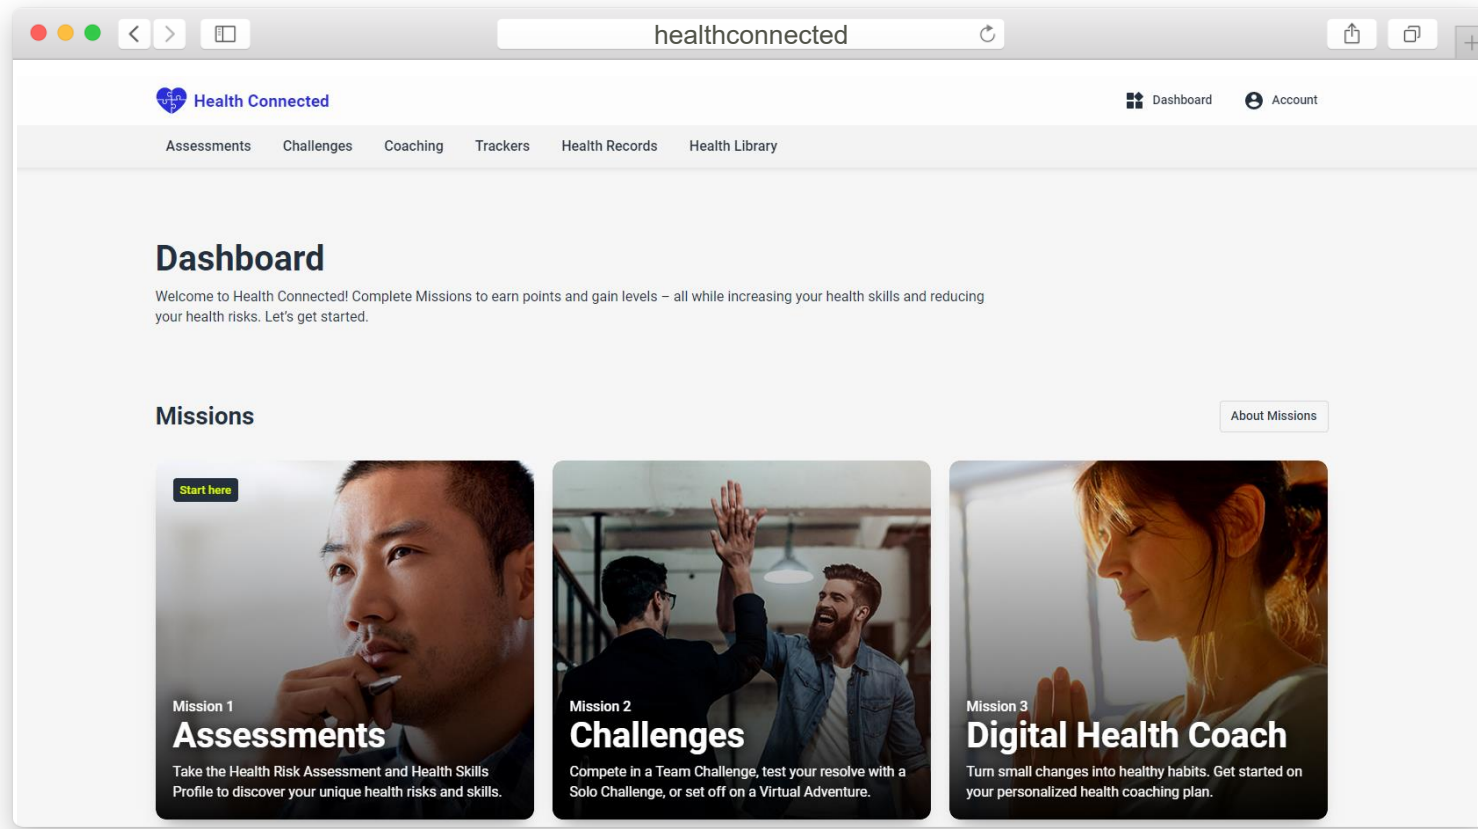 healthconnected
Health Connected
Dashboard
Account
Assessments
Challenges
Coaching
Trackers
Health Records
Health Library
Dashboard
Welcome to Health Connected! Complete Missions to earn points and gain levels – all while increasing your health skills and reducing
your health risks. Let's get started.
Missions
About Missions
Start here
Mission 1
Assessments
Take the Health Risk Assessment and Health Skills
Profile to discover your unique health risks and skills.
Mission 2
Challenges
Compete in a Team Challenge, test your resolve with a
Solo Challenge, or set off on a Virtual Adventure.
Mission 3
Digital Health Coach
Turn small changes into healthy habits. Get started on
your personalized health coaching plan.